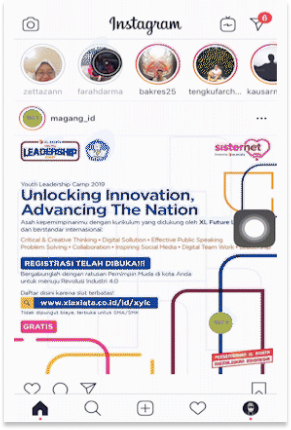 Instagram
6
zettazann farahdarma bakres25 tengkufarch... kausarn
magang_id
LEADERSHIP
sisternet
Youth Leadership Camp 2019
Unlocking Innovation,
Advancing The Nation
Asah kepemimpinanmu dengan kurikulum yang didukung oleh XL Future L
dan berstandar internasional:
Critical & Creative Thinking • Digital Solution • Effective Public Speaking
Problem Solving • Collaboration • Inspiring Social Media • Digital Team Work
REGISTRASI TELAH DIBUKA!!!
Bergabunglah dengan ratusan Pemimpin Muda di kota Anda
untuk menuju Revolusi Industri 4.0
Daftar disini karena slot terbatas!
www.xlaxiata.co.id/id/xylc
Tidak dipungut biaya, terbuka untuk SMA/SMK
GRATIS